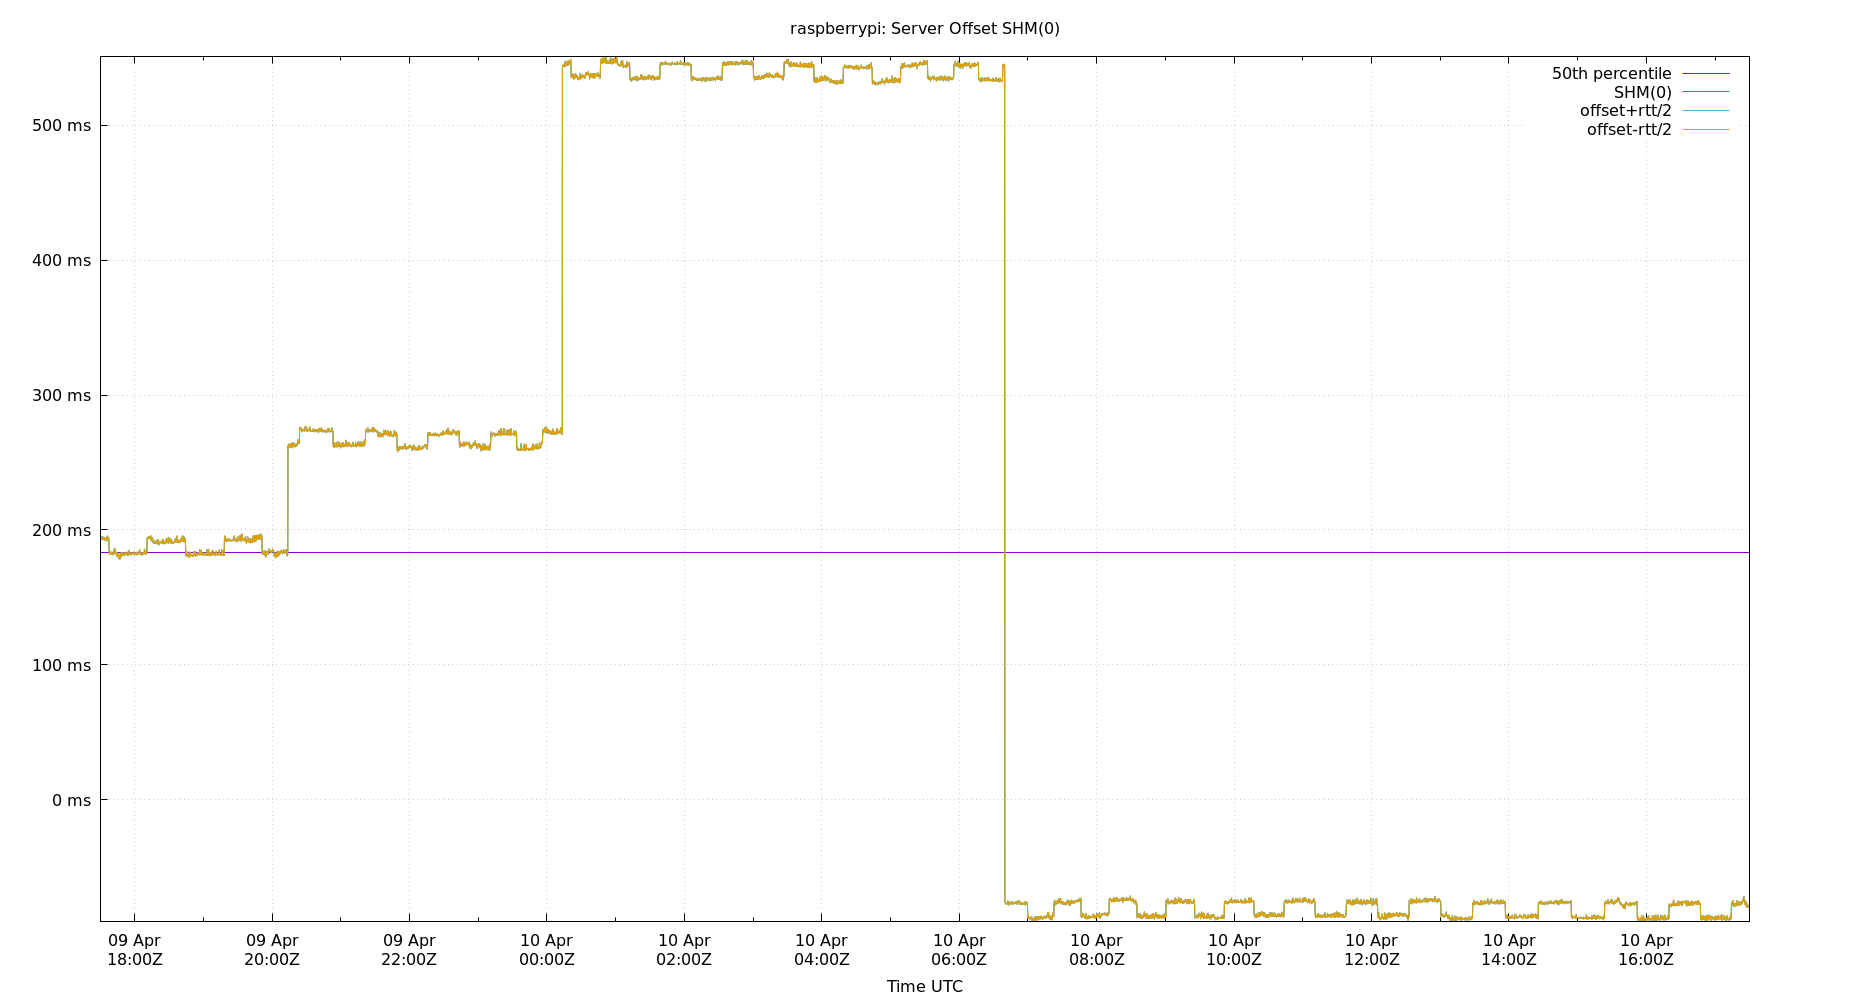 raspberrypi: Server Offset SHM(0)
50th percentile
SHM(0)
offset+rtt/2
offset-rtt/2
500 ms
400 ms
300 ms
200 ms
100 ms
0 ms
09 Apr 09 Apr 09 Apr 10 Apr 10 Apr 10 Apr 10 Apr 10 Apr 10 Apr 10 Apr 10 Apr 10 Apr
18:00Z 20:00Z 22:00Z 00:00Z 02:00Z 04:00Z 06:00Z 08:00Z 10:00Z 12:00Z 14:00Z 16:00Z
Time UTC